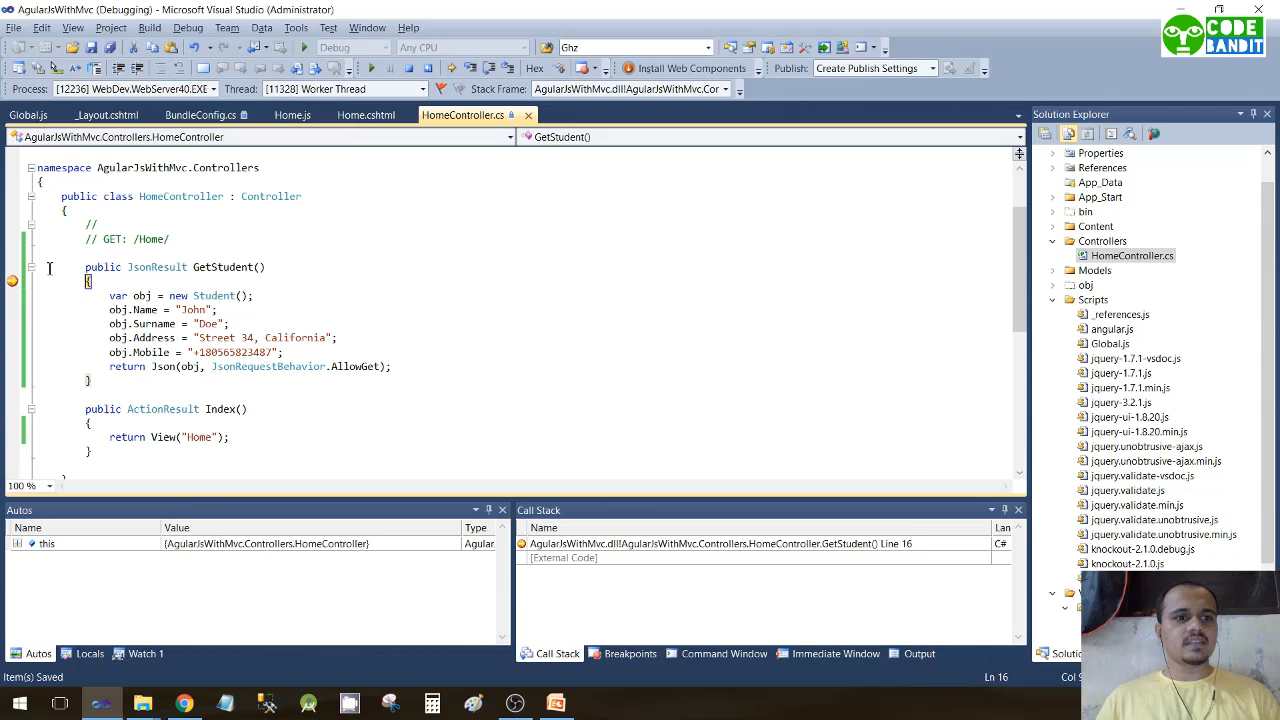 AgularJsWithMvc (Debugging) - Microsoft Visual Studio (Administrator)
CODE
BANDIT
File Edit View Project Build Debug Team Data Tools Test Window Help
Debug Any CPU Ghz
Hex Install Web Components Publish: Create Publish Settings
Process: [12236] WebDev.WebServer40.EXE Thread: [11328] Worker Thread Stack Frame: AgularJsWithMvc.dll!AgularJsWithMvc.Cor
Global.js _Layout.cshtml BundleConfig.cs Home.js Home.cshtml HomeController.cs
AgularJsWithMvc.Controllers.HomeController GetStudent()
namespace AgularJsWithMvc.Controllers
{
public class HomeController : Controller
{
//
// GET: /Home/
public JsonResult GetStudent()
{
var obj = new Student();
obj.Name = "John";
obj.Surname = "Doe";
obj.Address = "Street 34, California";
obj.Mobile = "+180565823487";
return Json(obj, JsonRequestBehavior.AllowGet);
}
public ActionResult Index()
{
return View("Home");
}
}
100 %
Solution Explorer
Properties
References
App_Data
App_Start
bin
Content
Controllers
HomeController.cs
Models
obj
Scripts
_references.js
angular.js
Global.js
jquery-1.7.1-vsdoc.js
jquery-1.7.1.js
jquery-1.7.1.min.js
jquery-3.2.1.js
jquery-ui-1.8.20.js
jquery-ui-1.8.20.min.js
jquery.unobtrusive-ajax.js
jquery.unobtrusive-ajax.min.js
jquery.validate-vsdoc.js
jquery.validate.js
jquery.validate.min.js
jquery.validate.unobtrusive.js
jquery.validate.unobtrusive.min.js
knockout-2.1.0.debug.js
knockout-2.1.0.js
Autos
Name Value Type
this {AgularJsWithMvc.Controllers.HomeController} Agular
Call Stack
Name Lan
AgularJsWithMvc.dll!AgularJsWithMvc.Controllers.HomeController.GetStudent() Line 16 C#
[External Code]
Autos Locals Watch 1
Call Stack Breakpoints Command Window Immediate Window Output
Item(s) Saved Ln 16